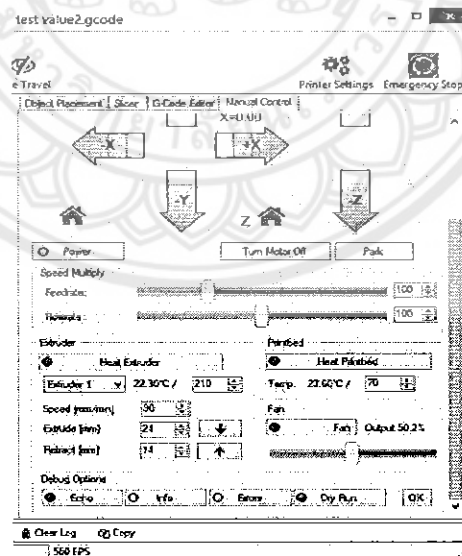 test value2.gcode
e Travel
Printer Settings Emergency Stop
Object Placement Slicer G-Code Editor Manual Control
X=0.00
-X +X
-Y -Z
Z
Power Turn Motor Off Park
Speed Multiply
Feedrate: 100
Flowrate: 100
Extruder Printbed
Heat Extruder Heat Printbed
Extruder 1 22.30°C / 210 Temp. 23.60°C / 70
Speed [mm/min] Fan
Extrude [mm] 24 Fan Output 50.2%
Retract [mm] 14
Debug Options
Echo Info Errors Dry Run OK
Clear Log Copy
560 FPS